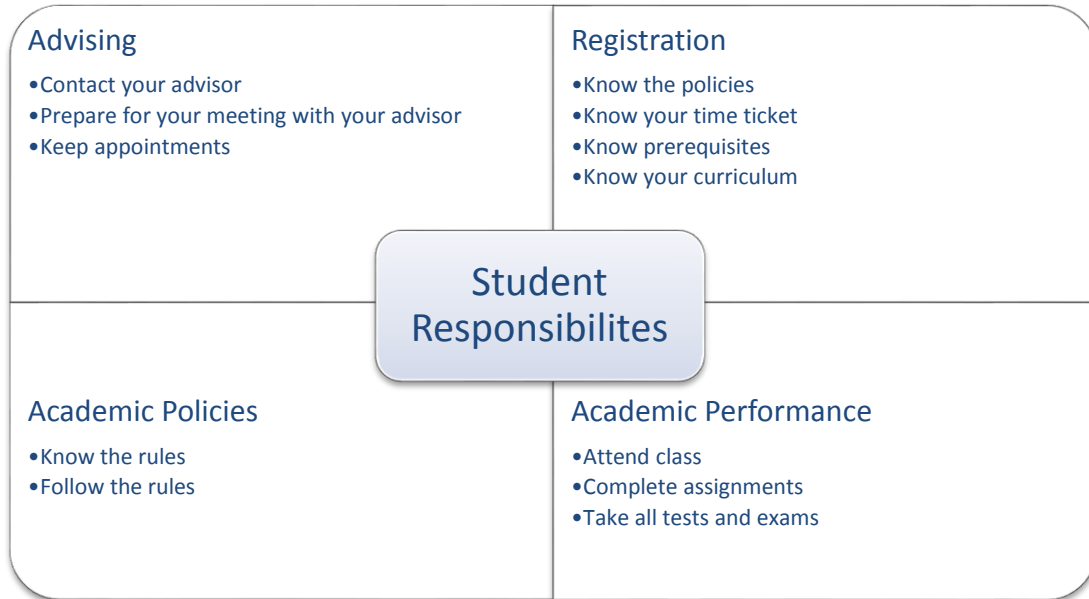 Advising
•Contact your advisor
•Prepare for your meeting with your advisor
•Keep appointments
Registration
•Know the policies
•Know your time ticket
•Know prerequisites
•Know your curriculum
Student
Responsibilites
Academic Policies
•Know the rules
•Follow the rules
Academic Performance
•Attend class
•Complete assignments
•Take all tests and exams